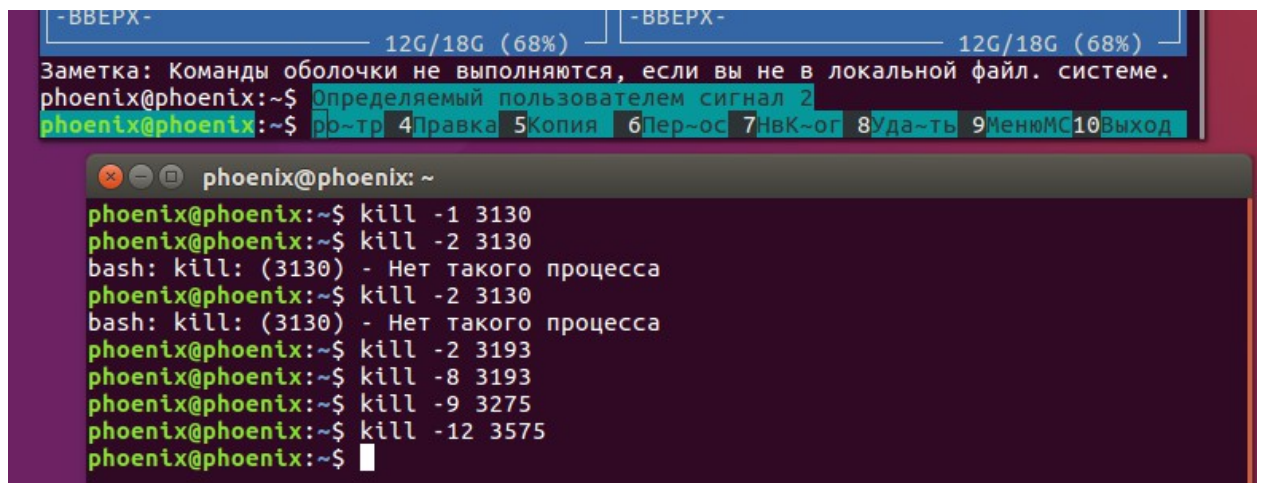 -ВВЕРХ- -ВВЕРХ-
12G/18G (68%) 12G/18G (68%)
Заметка: Команды оболочки не выполняются, если вы не в локальной файл. системе.
phoenix@phoenix:~$ Определяемый пользователем сигнал 2
phoenix@phoenix:~$ ро~тр 4Правка 5Копия 6Пер~ос 7НвК~ог 8Уда~ть 9МенюMC10Выход
phoenix@phoenix: ~
phoenix@phoenix:~$ kill -1 3130
phoenix@phoenix:~$ kill -2 3130
bash: kill: (3130) - Нет такого процесса
phoenix@phoenix:~$ kill -2 3130
bash: kill: (3130) - Нет такого процесса
phoenix@phoenix:~$ kill -2 3193
phoenix@phoenix:~$ kill -8 3193
phoenix@phoenix:~$ kill -9 3275
phoenix@phoenix:~$ kill -12 3575
phoenix@phoenix:~$